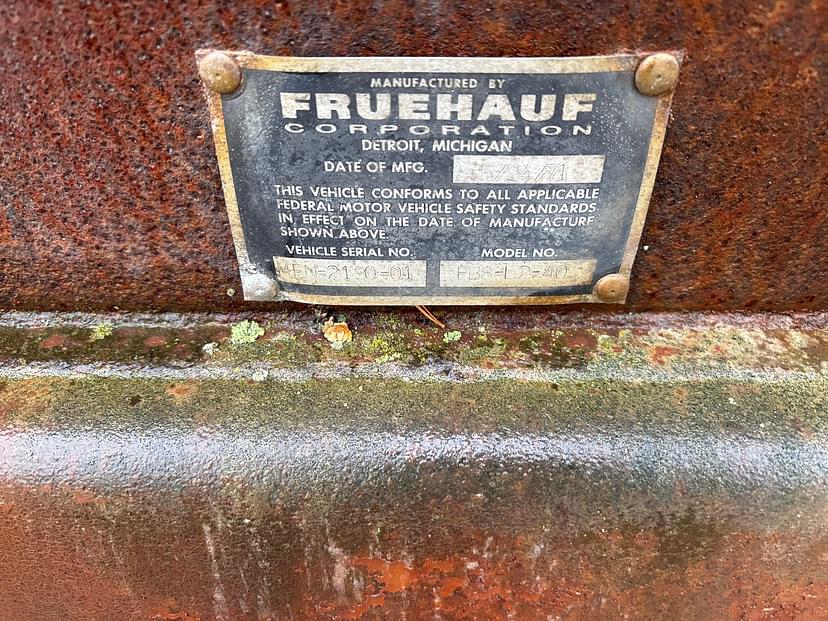 MANUFACTURED BY
FRUEHAUF
CORPORATION
DETROIT, MICHIGAN
DATE OF MFG.
THIS VEHICLE CONFORMS TO ALL APPLICABLE
FEDERAL MOTOR VEHICLE SAFETY STANDARDS
IN EFFECT ON THE DATE OF MANUFACTURE
SHOWN ABOVE.
VEHICLE SERIAL NO. MODEL NO.